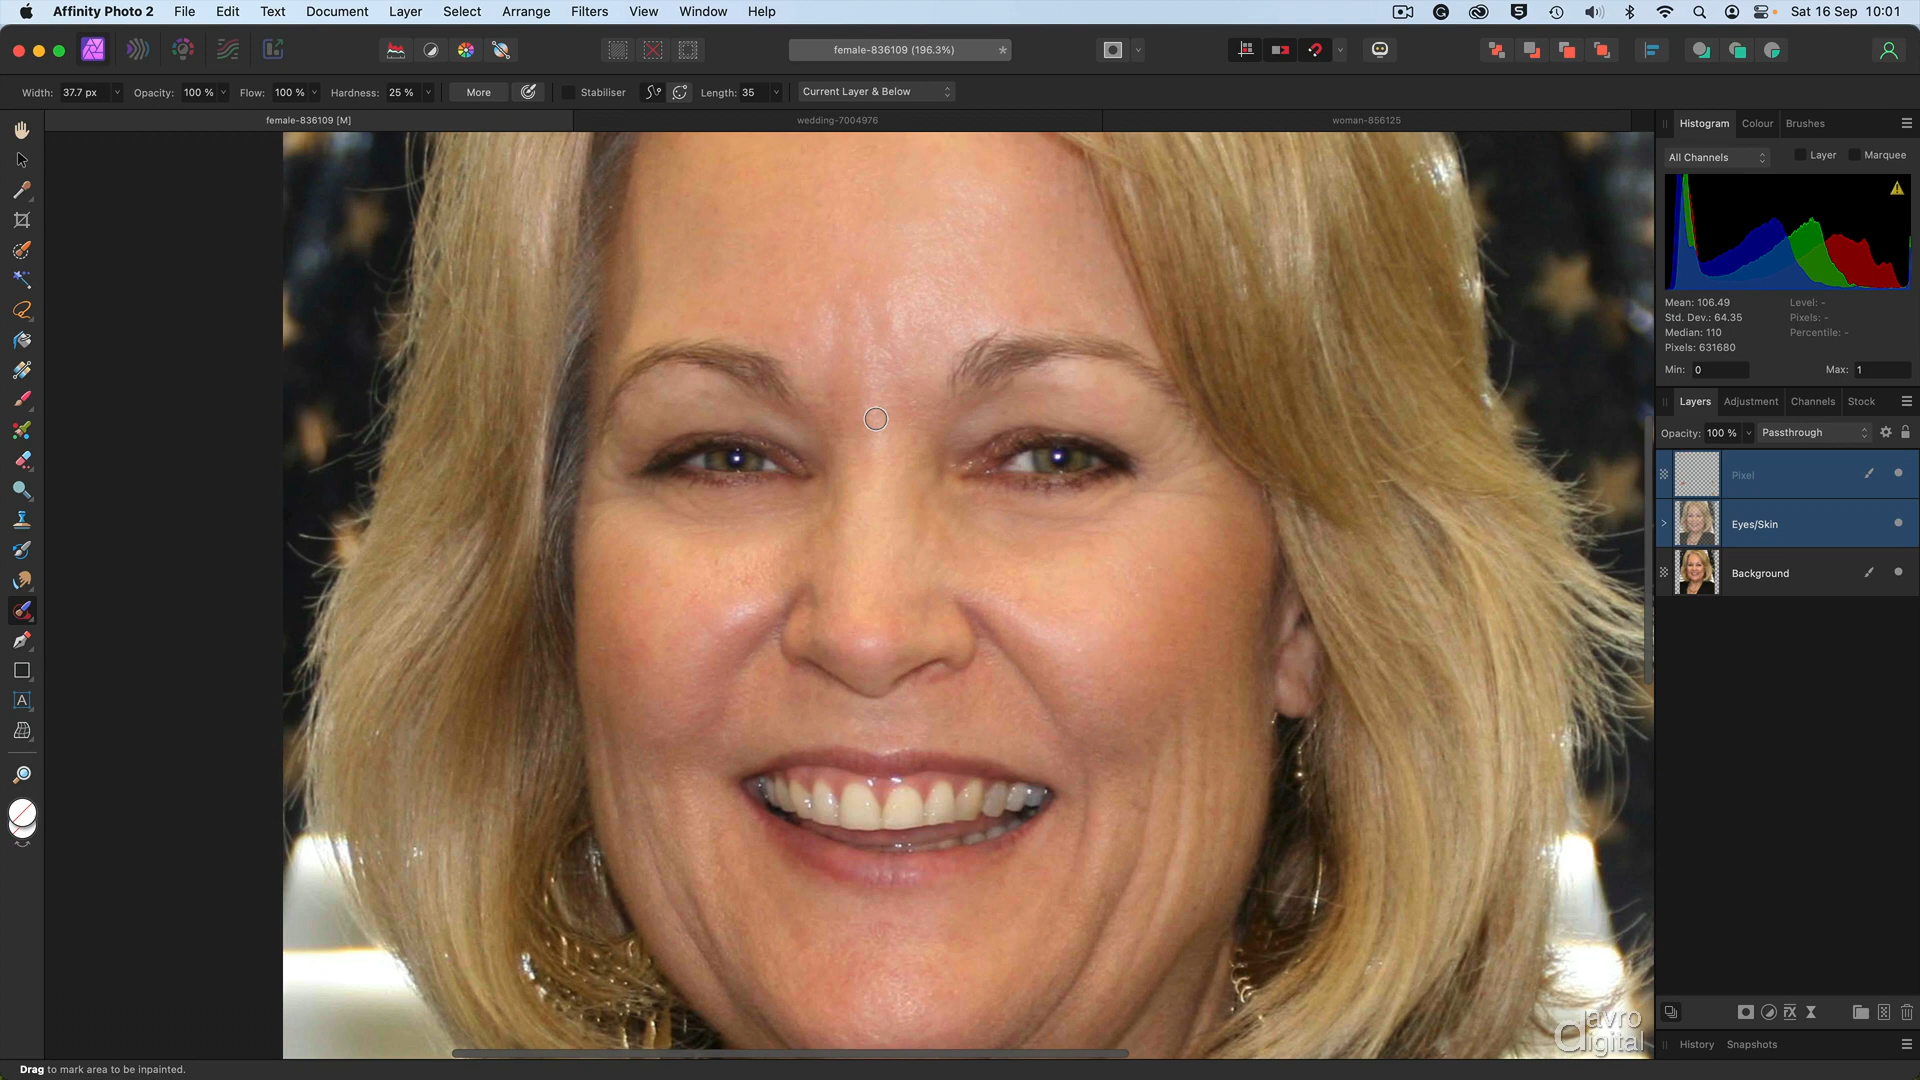 Affinity Photo 2 File Edit Text Document Layer Select Arrange Filters View Window Help Sat 16 Sep 10:01
female-836109 (196.3%) *
Width: 37.7 px Opacity: 100 % Flow: 100 % Hardness: 25 % More Stabiliser Length: 35 Current Layer & Below
female-836109 [M] wedding-7004976 woman-856125
Histogram Colour Brushes
All Channels Layer Marquee
Mean: 106.49 Level: -
Std. Dev.: 64.35 Pixels: -
Median: 110 Percentile: -
Pixels: 631680
Min: 0 Max: 1
Layers Adjustment Channels Stock
Opacity: 100 % Passthrough
Pixel
Eyes/Skin
Background
davro
digital
History Snapshots
Drag to mark area to be inpainted.